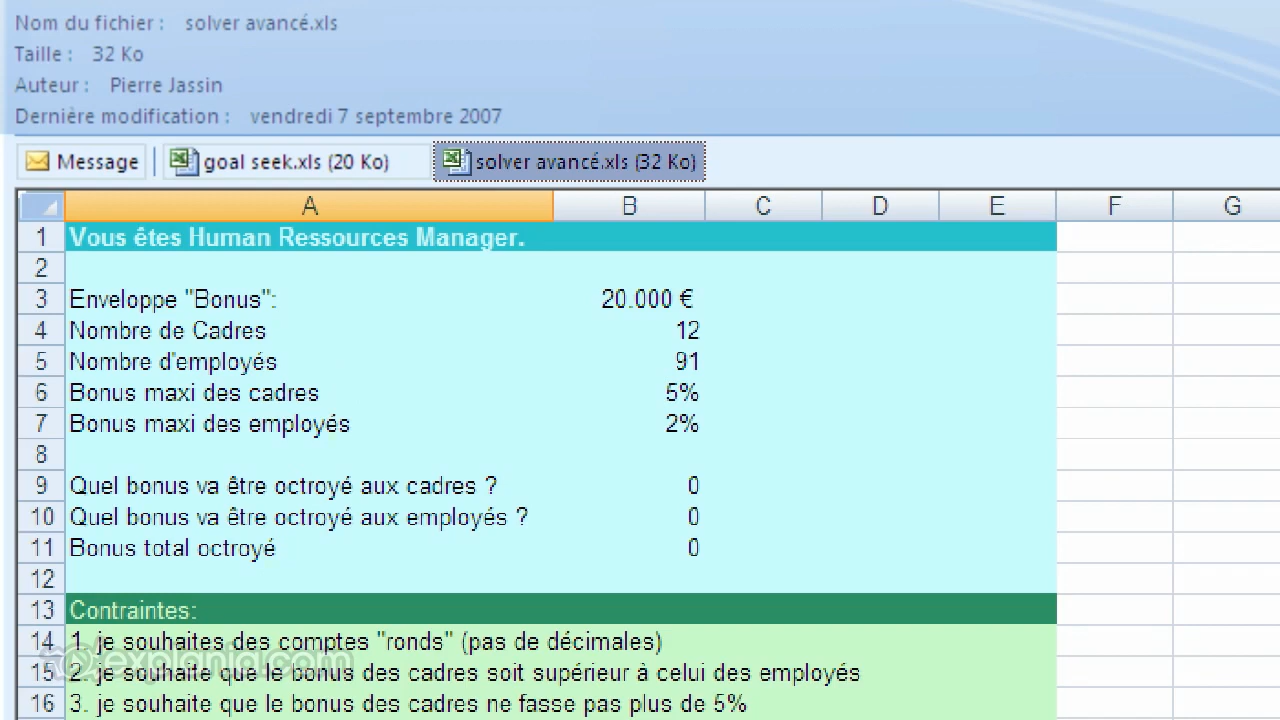 Nom du fichier :   solver avancé.xls
Taille :   32 Ko
Auteur :   Pierre Jassin
Dernière modification :   vendredi 7 septembre 2007
Message   goal seek.xls (20 Ko)   solver avancé.xls (32 Ko)
A B C D E F G
1 Vous êtes Human Ressources Manager.
2
3 Enveloppe "Bonus": 20.000 €
4 Nombre de Cadres 12
5 Nombre d'employés 91
6 Bonus maxi des cadres 5%
7 Bonus maxi des employés 2%
8
9 Quel bonus va être octroyé aux cadres ? 0
10 Quel bonus va être octroyé aux employés ? 0
11 Bonus total octroyé 0
12
13 Contraintes:
14 1. je souhaites des comptes "ronds" (pas de décimales)
explania.com
15 2. je souhaite que le bonus des cadres soit supérieur à celui des employés
16 3. je souhaite que le bonus des cadres ne fasse pas plus de 5%